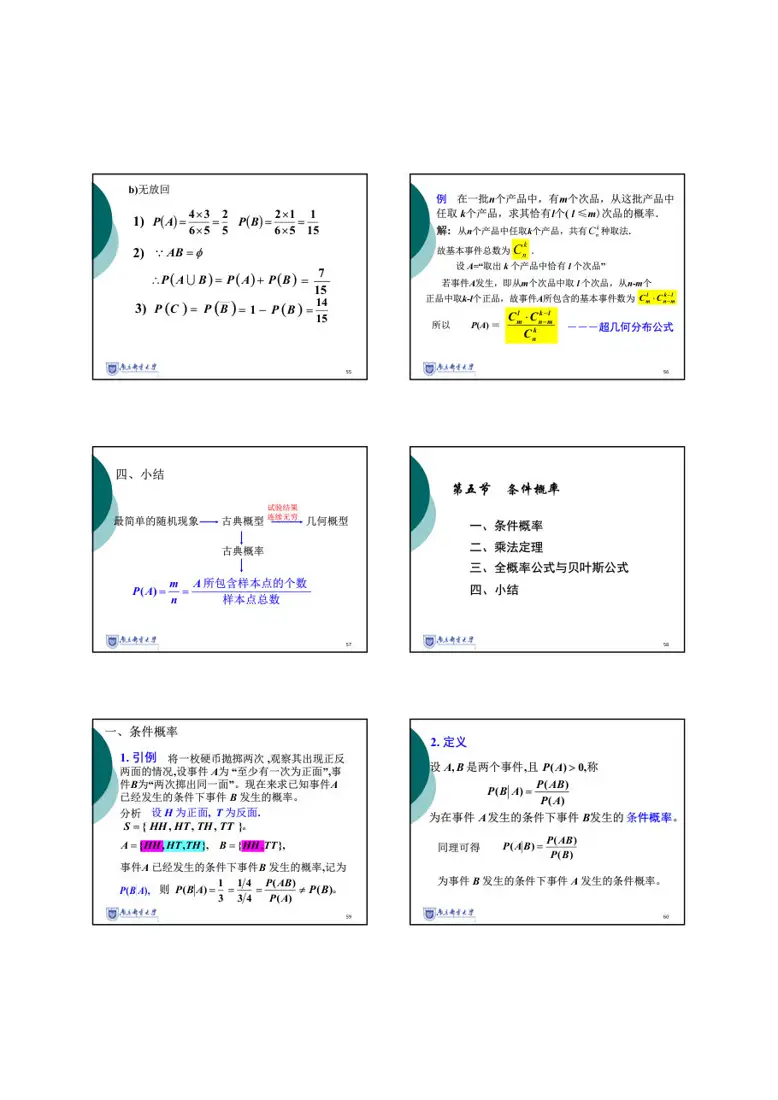 b)无放回
1) P(A)=4×3/6×5=2/5 P(B)=2×1/6×5=1/15
2) ∵ AB=ϕ
∴P(A∪B)=P(A)+P(B)=7/15
3) P(C)=P(B̅)=1−P(B)=14/15
55
例 在一批n个产品中，有m个次品，从这批产品中
任取 k个产品，求其恰有l个( l ≤m)次品的概率．
解：从n个产品中任取k个产品，共有 C_n^k 种取法.
故基本事件总数为 C_n^k .
设 A=“取出 k 个产品中恰有 l 个次品”
若事件A发生，即从m个次品中取 l 个次品，从n-m个
正品中取k-l个正品，故事件A所包含的基本事件数为 C_m^l · C_{n-m}^{k-l}
所以 P(A) = C_m^l · C_{n-m}^{k-l} / C_n^k －－－超几何分布公式
56
四、小结
试验结果
连续无穷
最简单的随机现象 古典概型 几何概型
古典概率
P(A)=m/n=A 所包含样本点的个数/样本点总数
57
第五节 条件概率
一、条件概率
二、乘法定理
三、全概率公式与贝叶斯公式
四、小结
58
一、条件概率
1. 引例 将一枚硬币抛掷两次 ,观察其出现正反
两面的情况,设事件 A为 “至少有一次为正面”,事
件B为“两次掷出同一面”。现在来求已知事件A
已经发生的条件下事件 B 发生的概率。
分析 设 H 为正面, T 为反面.
S={ HH, HT, TH, TT }。
A={HH,HT,TH}, B={HH,TT},
事件A 已经发生的条件下事件B 发生的概率,记为
P(B|A), 则 P(B|A)=1/3=1/4/3/4=P(AB)/P(A)≠P(B)。
59
2. 定义
设 A, B 是两个事件,且 P(A)>0,称
P(B|A)=P(AB)/P(A)
为在事件 A发生的条件下事件 B发生的 条件概率。
同理可得 P(A|B)=P(AB)/P(B)
为事件 B 发生的条件下事件 A 发生的条件概率。
60